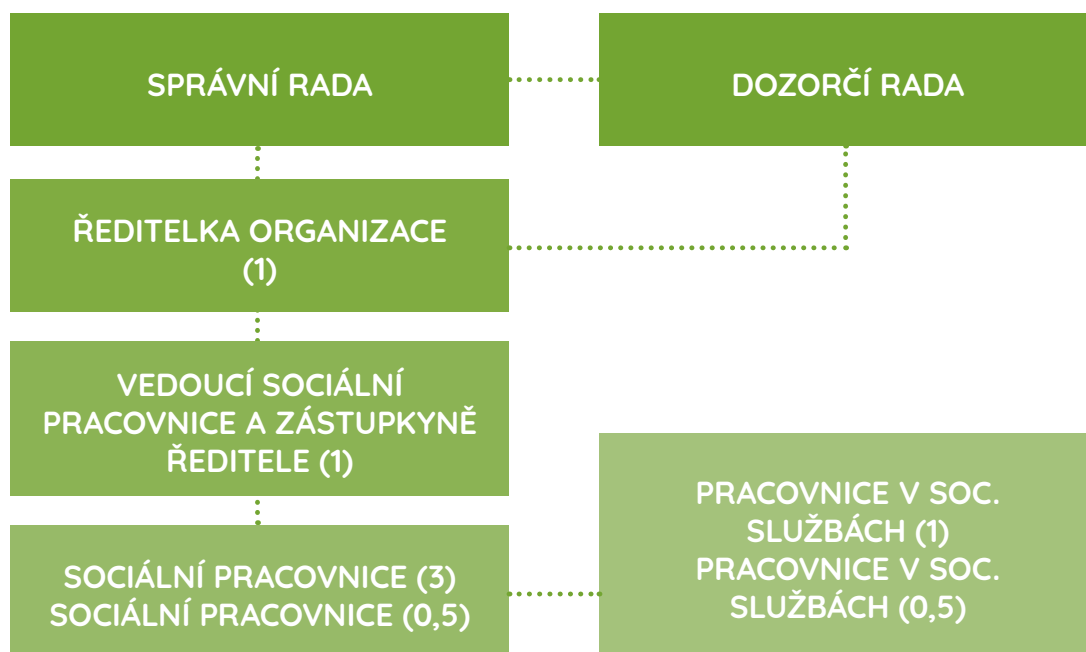 SPRÁVNÍ RADA
DOZORČÍ RADA
ŘEDITELKA ORGANIZACE
(1)
VEDOUCÍ SOCIÁLNÍ
PRACOVNICE A ZÁSTUPKYNĚ
ŘEDITELE (1)
SOCIÁLNÍ PRACOVNICE (3)
SOCIÁLNÍ PRACOVNICE (0,5)
PRACOVNICE V SOC.
SLUŽBÁCH (1)
PRACOVNICE V SOC.
SLUŽBÁCH (0,5)